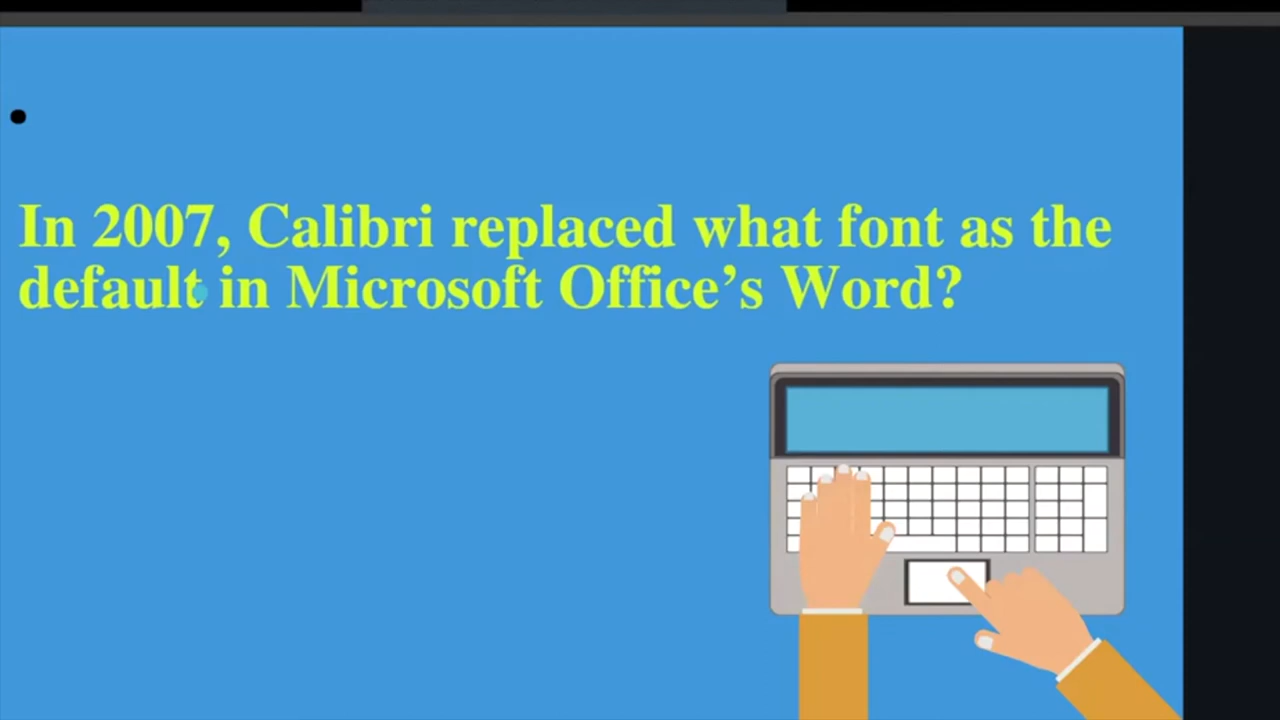 In 2007, Calibri replaced what font as the
default in Microsoft Office’s Word?